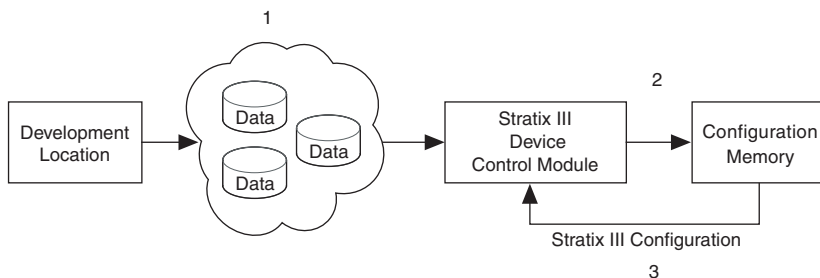 1
Development
Location
Data
Data
Data
Stratix III
Device
Control Module
2
Configuration
Memory
Stratix III Configuration
3